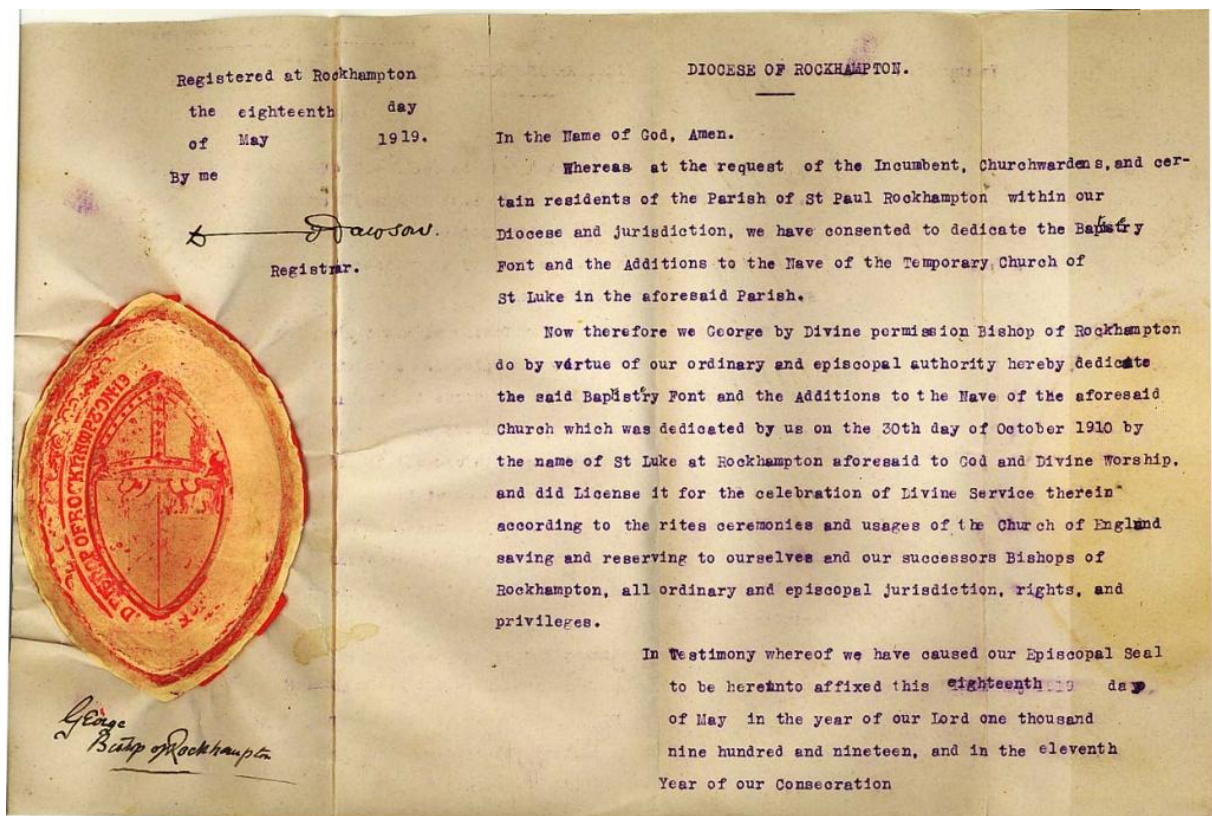 Registered at Rockhampton
the eighteenth day
of May 1919.
By me
D Dawson.
Registrar.
George
Bishop of Rockhampton
DIOCESE OF ROCKHAMPTON.
In the Name of God, Amen.
Whereas at the request of the Incumbent, Churchwardens, and cer-
tain residents of the Parish of St Paul Rockhampton within our
Diocese and jurisdiction, we have consented to dedicate the Baptistery
Font and the Additions to the Nave of the Temporary Church of
St Luke in the aforesaid Parish.
Now therefore we George by Divine permission Bishop of Rockhampton
do by virtue of our ordinary and episcopal authority hereby dedicate
the said Baptistery Font and the Additions to the Nave of the aforesaid
Church which was dedicated by us on the 30th day of October 1910 by
the name of St Luke at Rockhampton aforesaid to God and Divine Worship,
and did License it for the celebration of Divine Service therein
according to the rites ceremonies and usages of the Church of England
saving and reserving to ourselves and our successors Bishops of
Rockhampton, all ordinary and episcopal jurisdiction, rights, and
privileges.
In Testimony whereof we have caused our Episcopal Seal
to be hereinto affixed this eighteenth day
of May in the year of our Lord one thousand
nine hundred and nineteen, and in the eleventh
Year of our Consecration